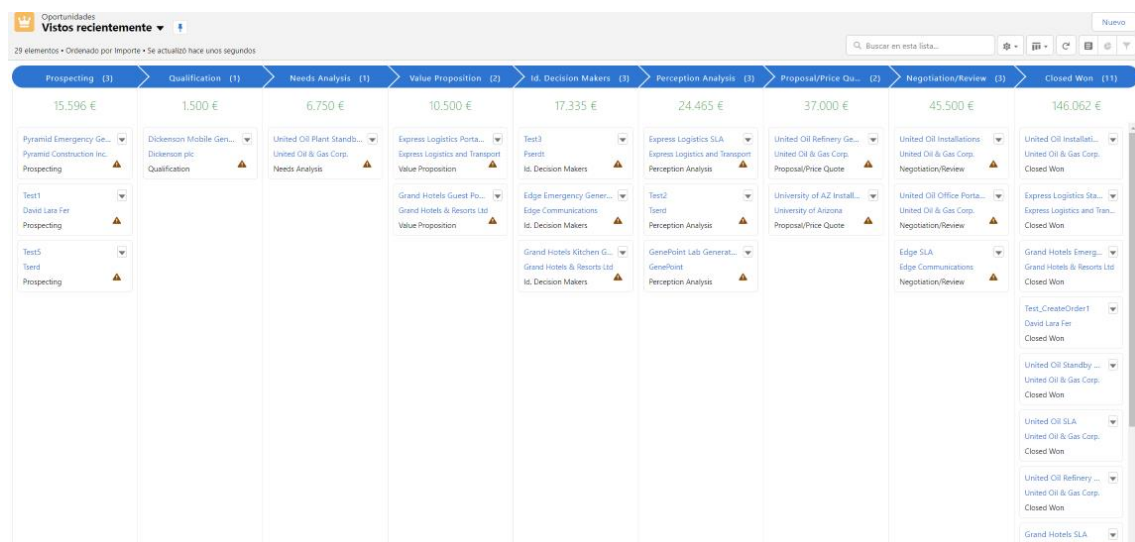 Oportunidades
Vistos recientemente
Nuevo
29 elementos • Ordenado por Importe • Se actualizó hace unos segundos
Buscar en esta lista...
Prospecting (3)
Qualification (1)
Needs Analysis (1)
Value Proposition (2)
Id. Decision Makers (3)
Perception Analysis (3)
Proposal/Price Qu... (2)
Negotiation/Review (3)
Closed Won (11)
15.596 €
1.500 €
6.750 €
10.500 €
17.335 €
24.465 €
37.000 €
45.500 €
146.062 €
Pyramid Emergency Ge...
Pyramid Construction Inc.
Prospecting
Test1
David Lara Fer
Prospecting
Test5
Tserd
Prospecting
Dickenson Mobile Gen...
Dickenson plc
Qualification
United Oil Plant Standb...
United Oil & Gas Corp.
Needs Analysis
Express Logistics Porta...
Express Logistics and Transport
Value Proposition
Grand Hotels Guest Po...
Grand Hotels & Resorts Ltd
Value Proposition
Test3
Pserdt
Id. Decision Makers
Edge Emergency Gener...
Edge Communications
Id. Decision Makers
Grand Hotels Kitchen G...
Grand Hotels & Resorts Ltd
Id. Decision Makers
Express Logistics SLA
Express Logistics and Transport
Perception Analysis
Test2
Tserd
Perception Analysis
GenePoint Lab Generat...
GenePoint
Perception Analysis
United Oil Refinery Ge...
United Oil & Gas Corp.
Proposal/Price Quote
University of AZ Install...
University of Arizona
Proposal/Price Quote
United Oil Installations
United Oil & Gas Corp.
Negotiation/Review
United Oil Office Porta...
United Oil & Gas Corp.
Negotiation/Review
Edge SLA
Edge Communications
Negotiation/Review
United Oil Installati...
United Oil & Gas Corp.
Closed Won
Express Logistics Sta...
Express Logistics and Tran...
Closed Won
Grand Hotels Emerg...
Grand Hotels & Resorts Ltd
Closed Won
Test_CreateOrder1
David Lara Fer
Closed Won
United Oil Standby ...
United Oil & Gas Corp.
Closed Won
United Oil SLA
United Oil & Gas Corp.
Closed Won
United Oil Refinery ...
United Oil & Gas Corp.
Closed Won
Grand Hotels SLA